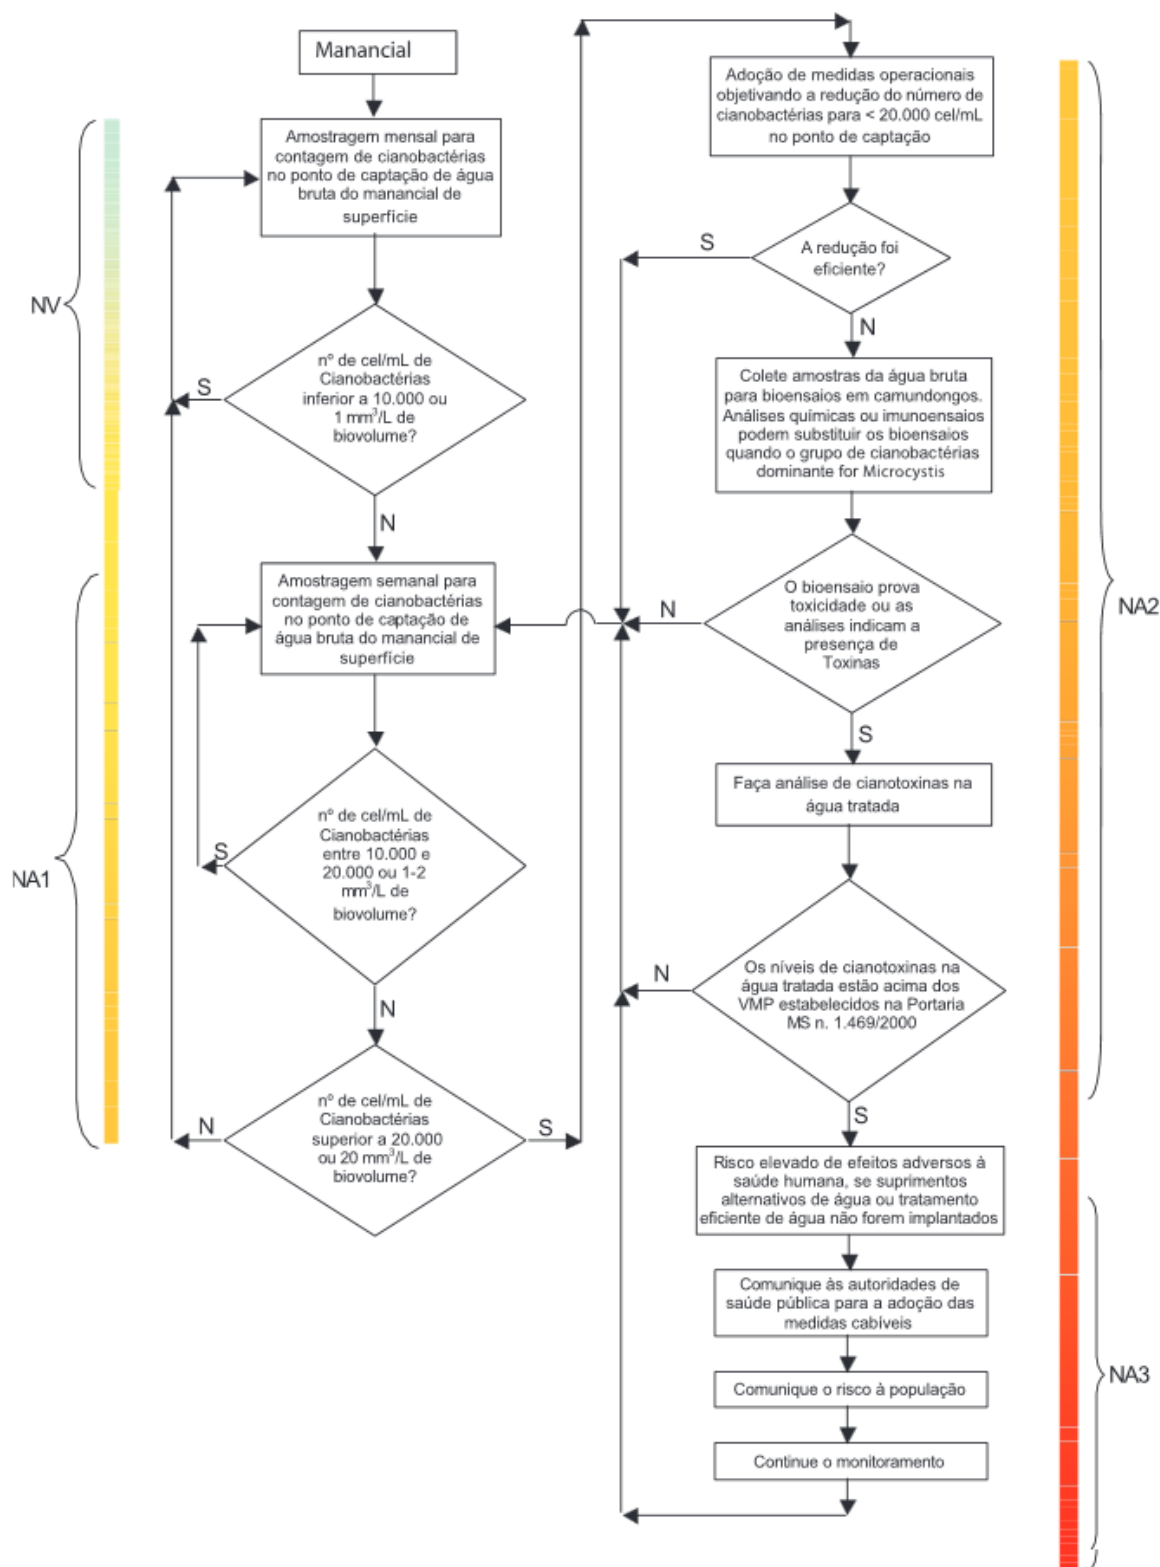 Manancial
Amostragem mensal para
contagem de cianobactérias
no ponto de captação de água
bruta do manancial de
superfície
NV
S
nº de cel/mL de
Cianobactérias
inferior a 10.000 ou
1 mm³/L de
biovolume?
N
Amostragem semanal para
contagem de cianobactérias
no ponto de captação de
água bruta do manancial de
superfície
NA1
S
nº de cel/mL de
Cianobactérias
entre 10.000 e
20.000 ou 1-2
mm³/L de
biovolume?
N
N
nº de cel/mL de
Cianobactérias
superior a 20.000
ou 20 mm³/L de
biovolume?
S
Adoção de medidas operacionais
objetivando a redução do número de
cianobactérias para < 20.000 cel/mL
no ponto de captação
S
A redução foi
eficiente?
N
Colete amostras da água bruta
para bioensaios em camundongos.
Análises químicas ou imunoensaios
podem substituir os bioensaios
quando o grupo de cianobactérias
dominante for Microcystis
N
O bioensaio prova
toxicidade ou as
análises indicam a
presença de
Toxinas
NA2
S
Faça análise de cianotoxinas na
água tratada
N
Os níveis de cianotoxinas na
água tratada estão acima dos
VMP estabelecidos na Portaria
MS n. 1.469/2000
S
Risco elevado de efeitos adversos à
saúde humana, se suprimentos
alternativos de água ou tratamento
eficiente de água não forem implantados
Comunique às autoridades de
saúde pública para a adoção das
medidas cabíveis
NA3
Comunique o risco à população
Continue o monitoramento